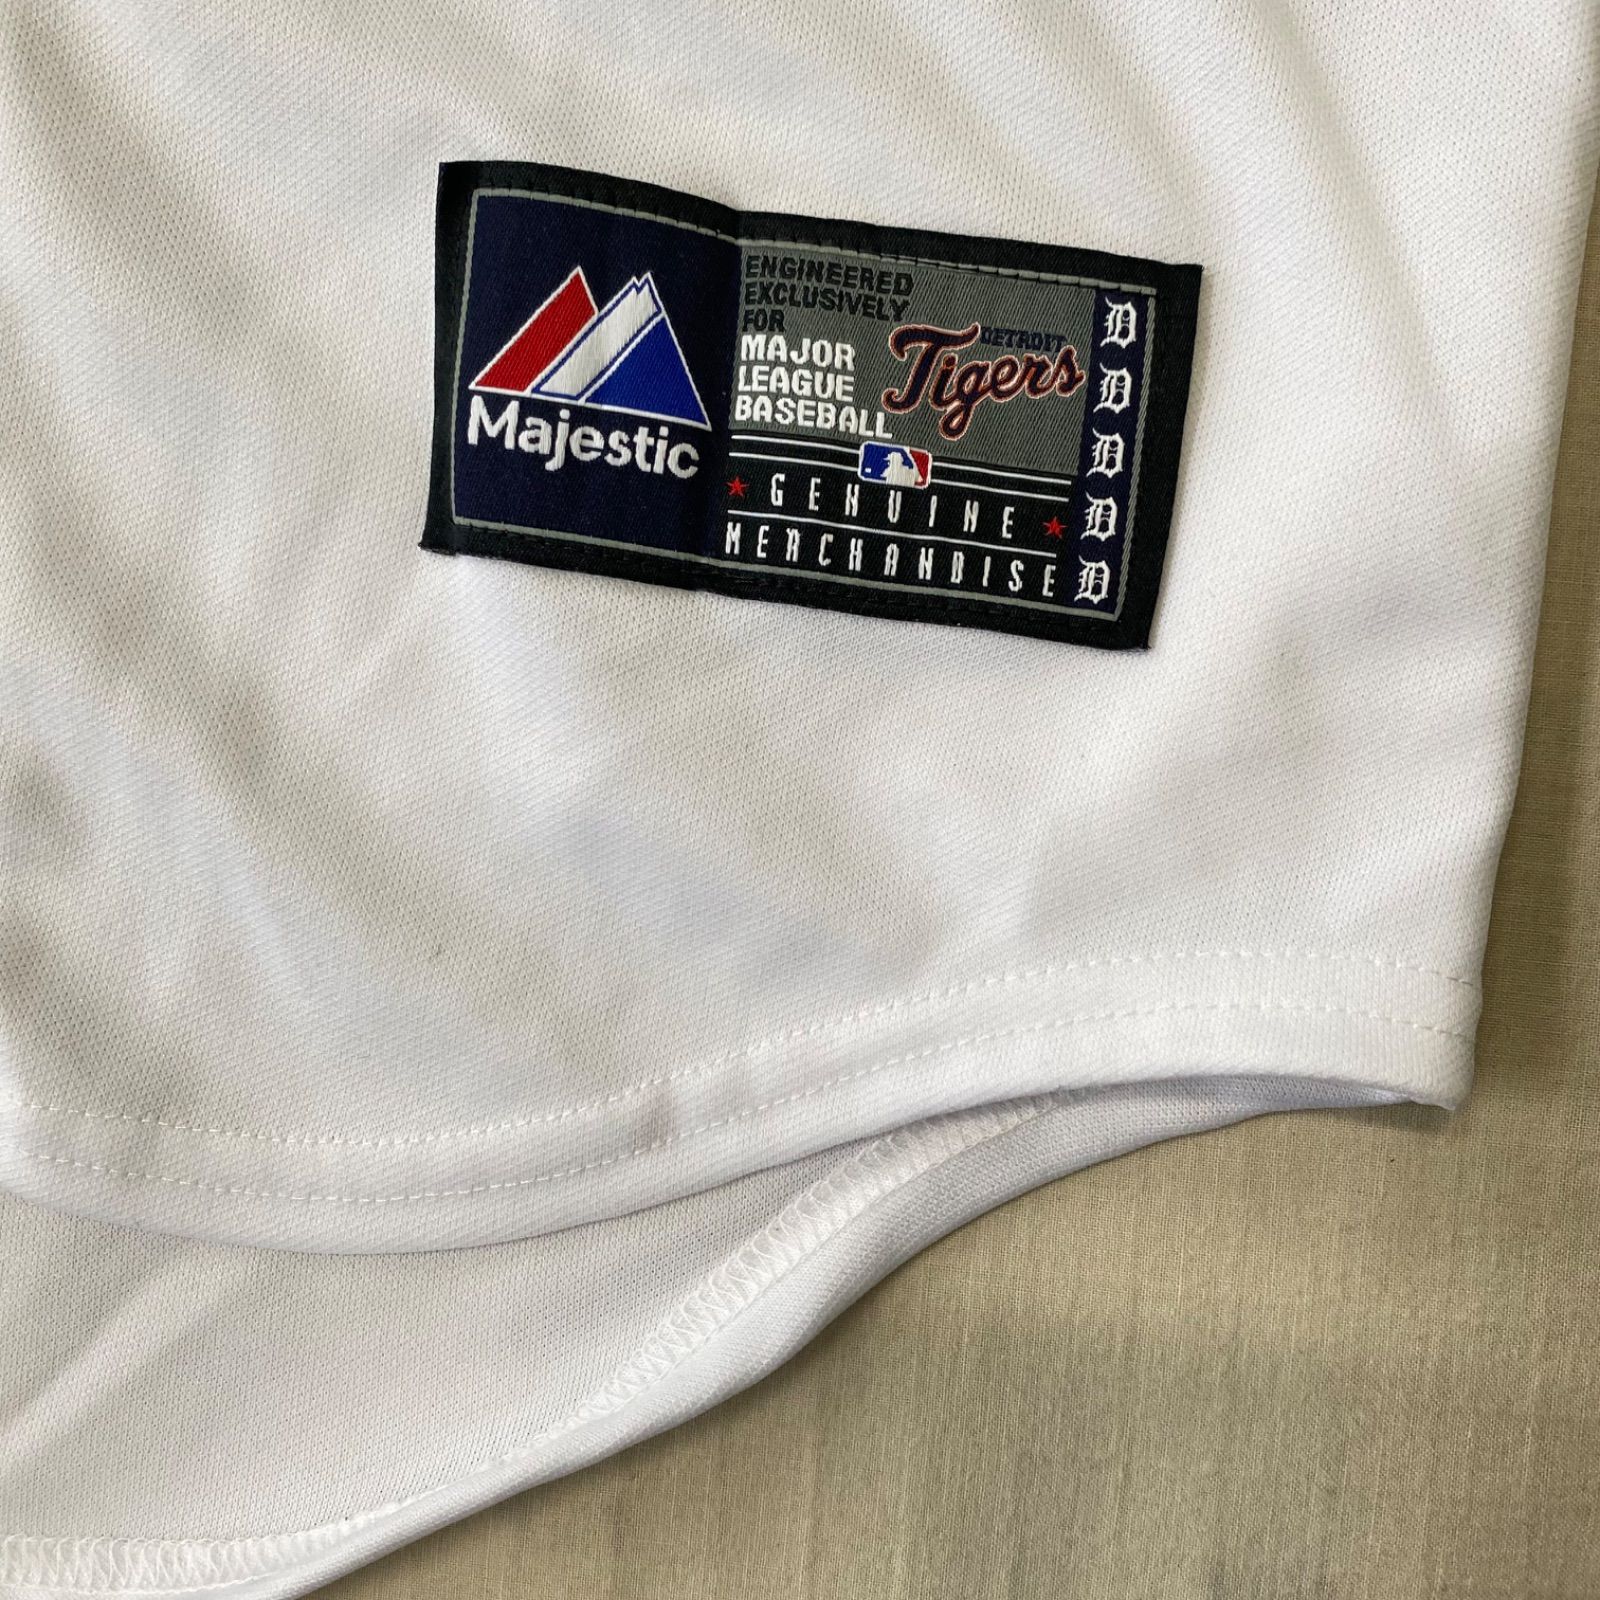 Majestic
ENGINEERED
EXCLUSIVELY
FOR
MAJOR
LEAGUE
BASEBALL
DETROIT
Tigers
GENUINE
MERCHANDISE
D
D
D
D
D